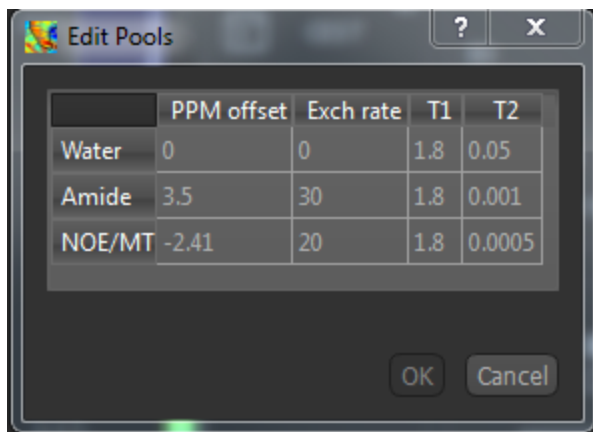 Edit Pools ? X
PPM offset Exch rate T1 T2
Water 0 0 1.8 0.05
Amide 3.5 30 1.8 0.001
NOE/MT -2.41 20 1.8 0.0005
OK Cancel